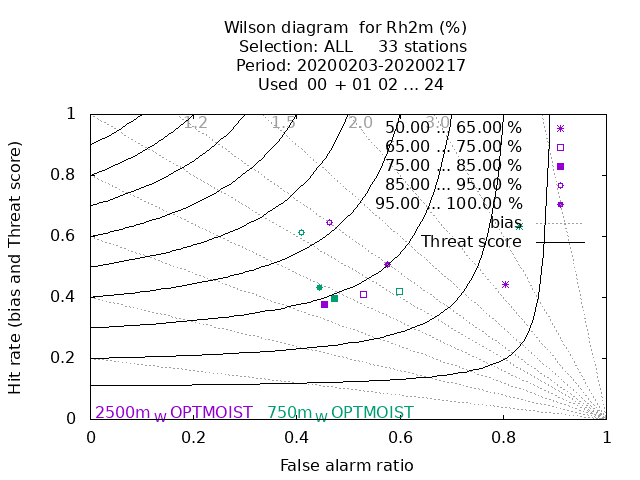 Wilson diagram  for Rh2m (%)
Selection: ALL     33 stations
Period: 20200203-20200217
Used  00  + 01 02 ... 24
Hit rate (bias and Threat score)
1
0.8
0.6
0.4
0.2
0
1.2
1.5
2.0
3.0
50.00 ... 65.00 %
65.00 ... 75.00 %
75.00 ... 85.00 %
85.00 ... 95.00 %
95.00 ... 100.00 %
bias
Threat score
2500m W OPTMOIST   750m W OPTMOIST
0 0.2 0.4 0.6 0.8 1
False alarm ratio